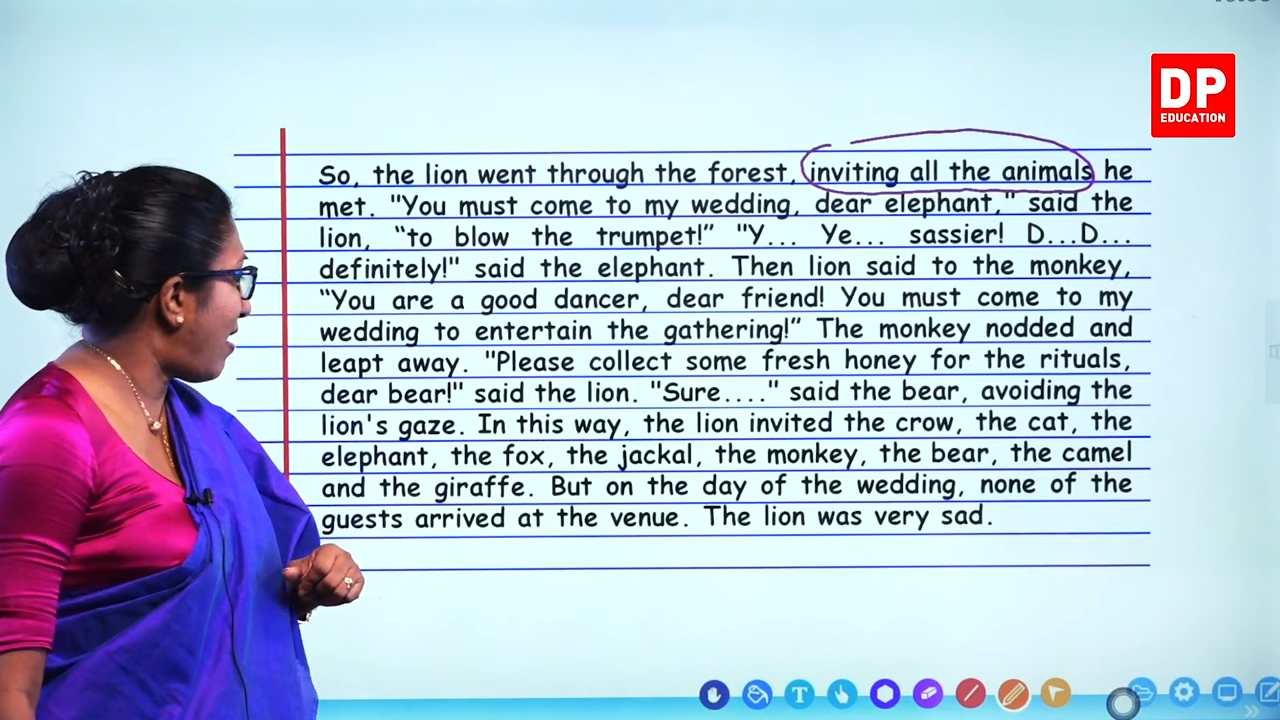 DP
EDUCATION
So, the lion went through the forest, inviting all the animals he
met. "You must come to my wedding, dear elephant," said the
lion, "to blow the trumpet!" "Y... Ye... sassier! D...D...
definitely!" said the elephant. Then lion said to the monkey,
"You are a good dancer, dear friend! You must come to my
wedding to entertain the gathering!" The monkey nodded and
leapt away. "Please collect some fresh honey for the rituals,
dear bear!" said the lion. "Sure...." said the bear, avoiding the
lion's gaze. In this way, the lion invited the crow, the cat, the
elephant, the fox, the jackal, the monkey, the bear, the camel
and the giraffe. But on the day of the wedding, none of the
guests arrived at the venue. The lion was very sad.